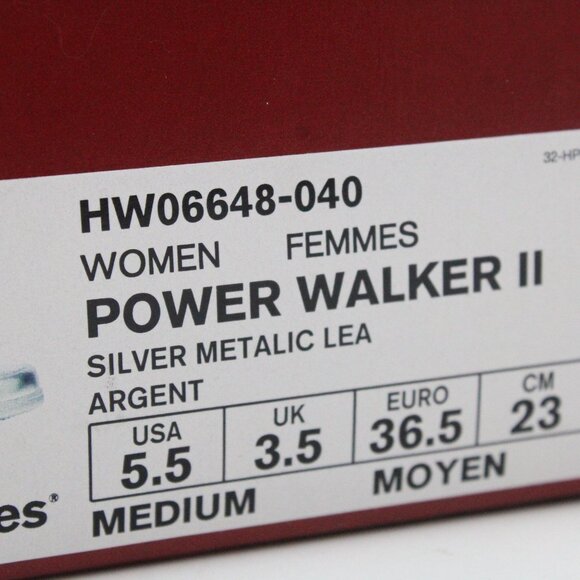 32-HP
HW06648-040
WOMEN FEMMES
POWER WALKER II
SILVER METALIC LEA
ARGENT
USA UK EURO CM
5.5 3.5 36.5 23
MEDIUM MOYEN
es®